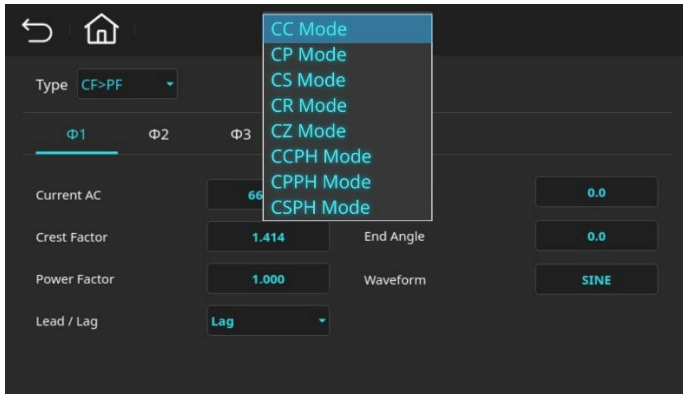 CC Mode
CP Mode
CS Mode
CR Mode
CZ Mode
CCPH Mode
CPPH Mode
CSPH Mode
Type CF>PF
Φ1 Φ2 Φ3
Current AC 0.0
Crest Factor 1.414 End Angle 0.0
Power Factor 1.000 Waveform SINE
Lead / Lag Lag